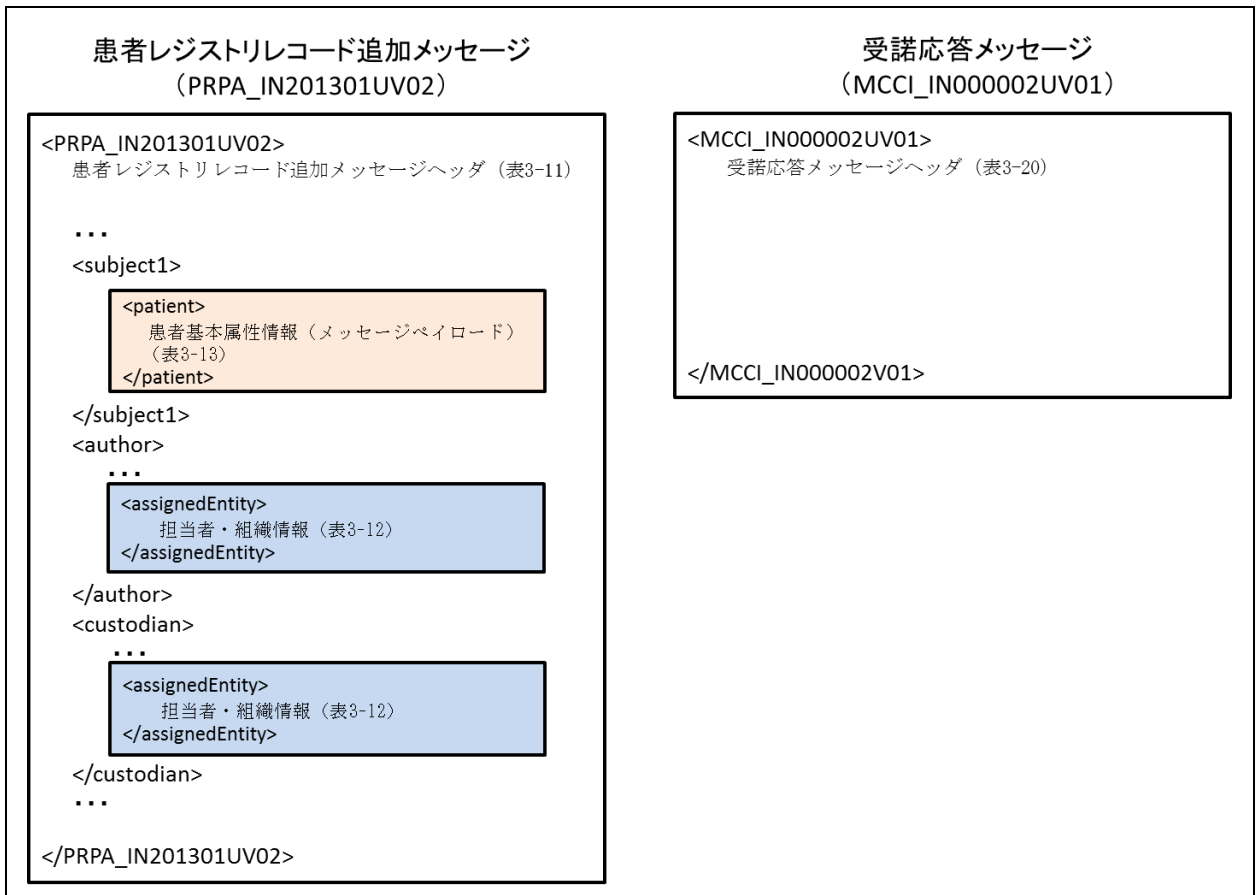 患者レジストリレコード追加メッセージ
（PRPA_IN201301UV02）
<PRPA_IN201301UV02>
患者レジストリレコード追加メッセージヘッダ（表3-11）
...
<subject1>
<patient>
患者基本属性情報（メッセージペイロード）
（表3-13）
</patient>
</subject1>
<author>
...
<assignedEntity>
担当者・組織情報（表3-12）
</assignedEntity>
</author>
<custodian>
...
<assignedEntity>
担当者・組織情報（表3-12）
</assignedEntity>
</custodian>
...
</PRPA_IN201301UV02>
受諾応答メッセージ
（MCCI_IN000002UV01）
<MCCI_IN000002UV01>
受諾応答メッセージヘッダ（表3-20）
</MCCI_IN000002V01>